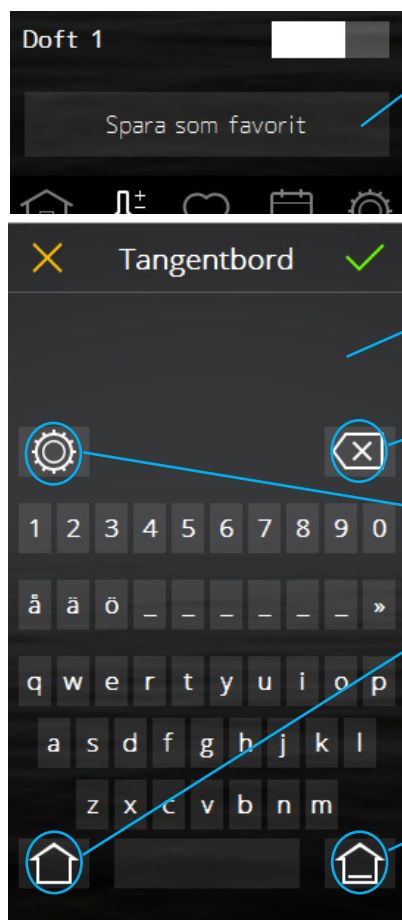 Doft 1
Spara som favorit
Tangentbord
1 2 3 4 5 6 7 8 9 0
å ä ö _ _ _ _ _ _ »
q w e r t y u i o p
a s d f g h j k l
z x c v b n m